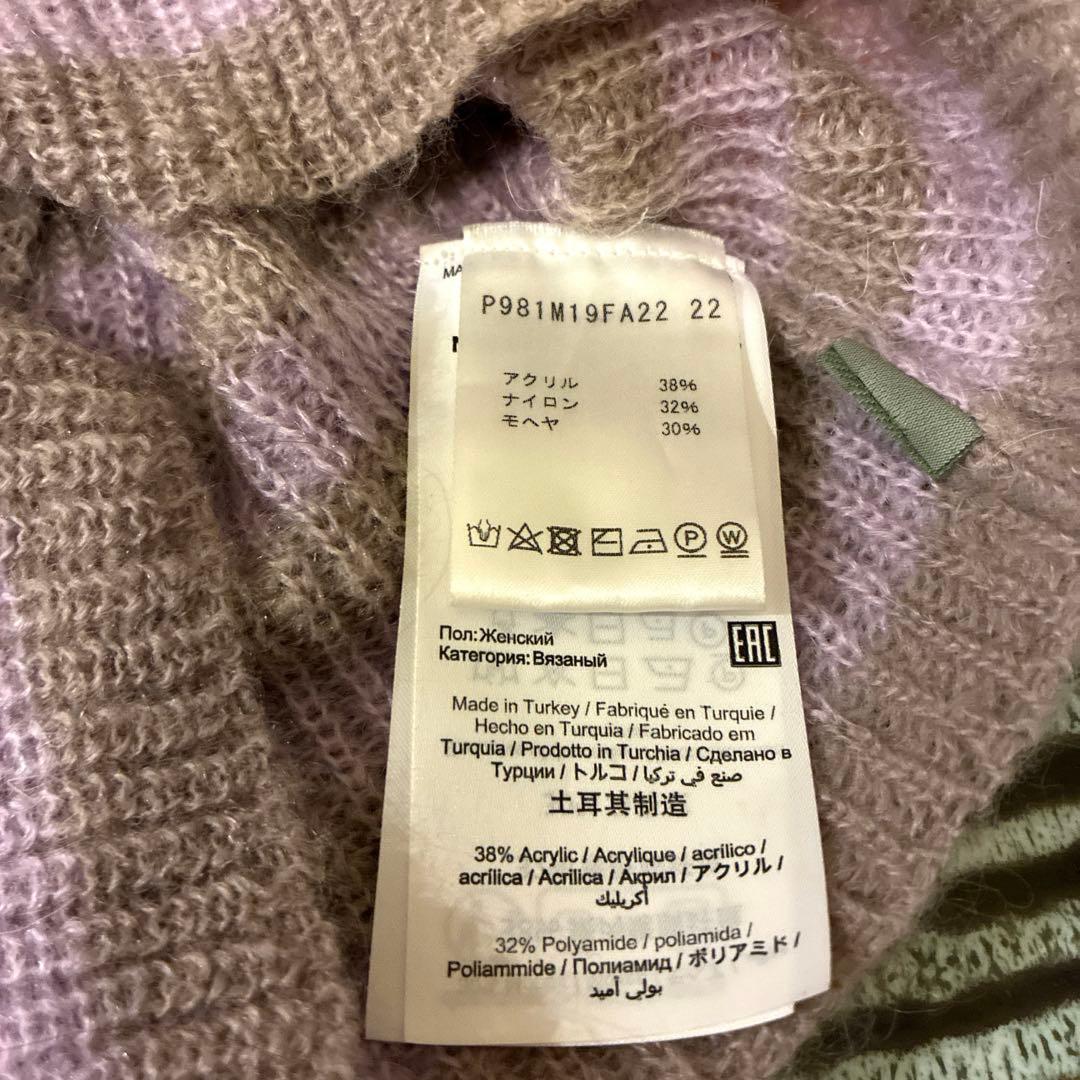 MA
P981M19FA22 22
アクリル 38%
ナイロン 32%
モヘヤ 30%
P W
Пол:Женский
Категория:Вязаный
EAC
Made in Turkey / Fabriqué en Turquie /
Hecho en Turquia / Fabricado em
Turquia / Prodotto in Turchia / Сделано в
Турции / トルコ / صنع في تركيا
土耳其制造
38% Acrylic / Acrylique / acrílico /
acrílica / Acrilica / Акрил / アクリル /
أكريليك
32% Polyamide / poliamida /
Poliammide / Полиамид / ポリアミド /
بولي أميد